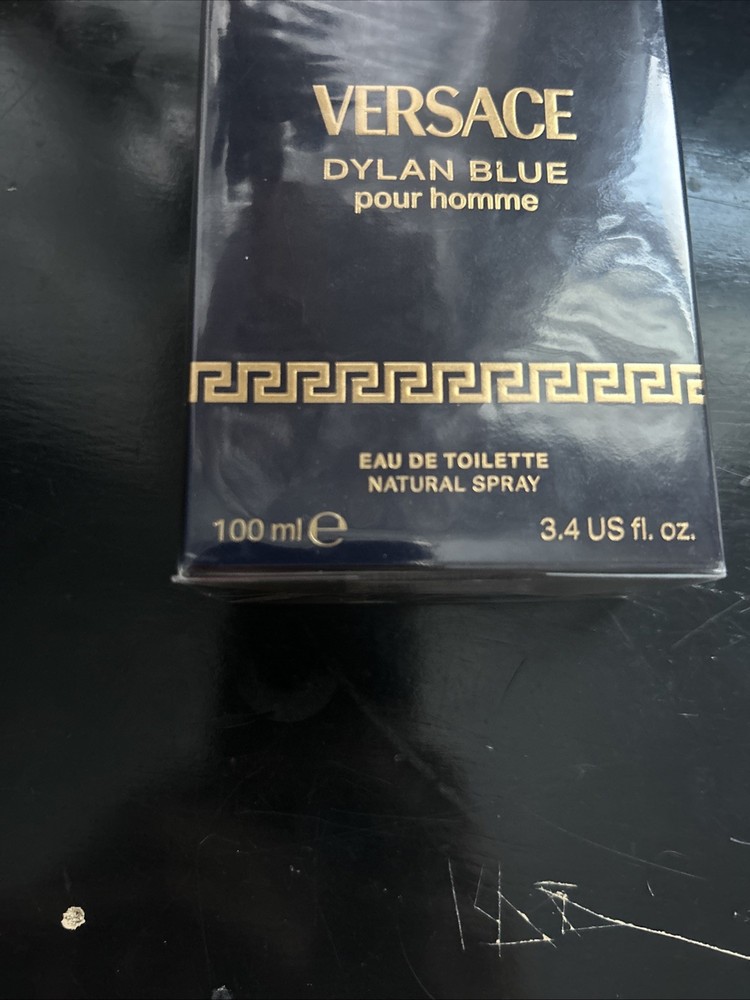 VERSACE
DYLAN BLUE
pour homme
EAU DE TOILETTE
NATURAL SPRAY
100 ml ℮ 3.4 US fl. oz.